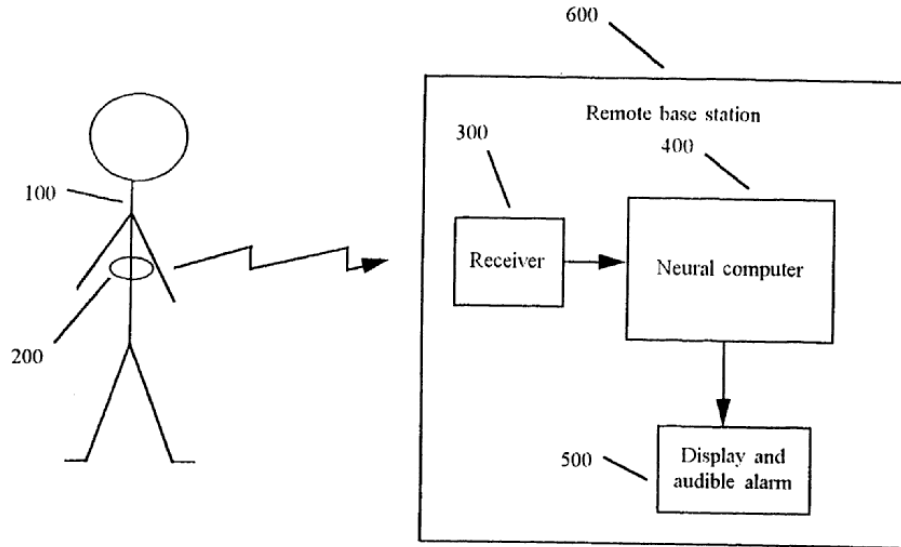 600
Remote base station
300
400
100
Receiver
Neural computer
200
500
Display and
audible alarm